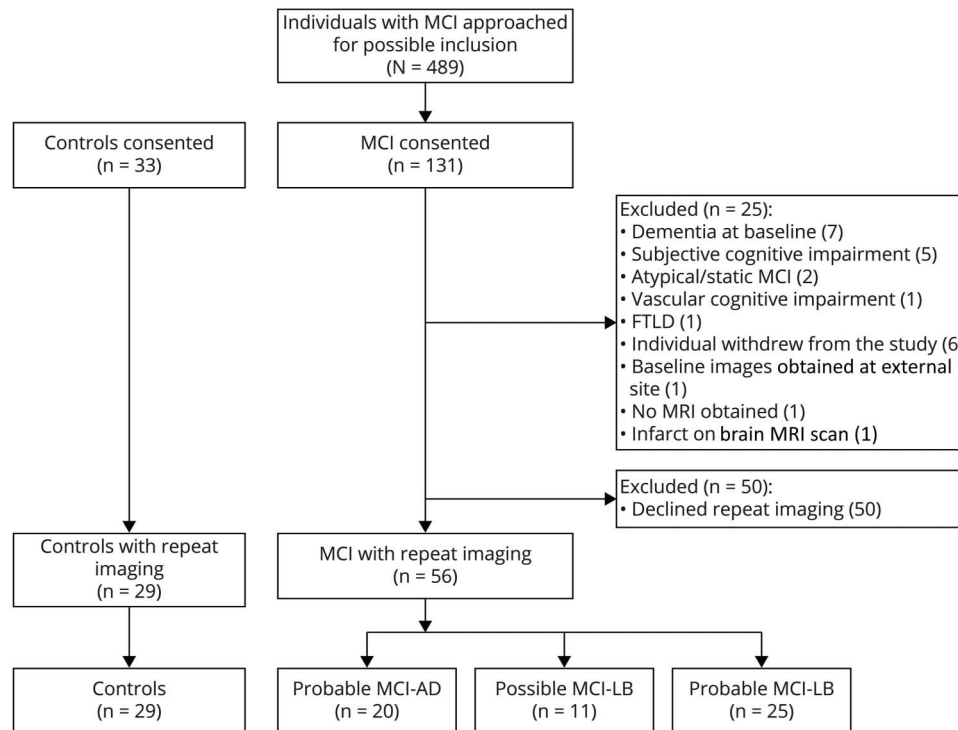 Individuals with MCI approached
for possible inclusion
(N = 489)
Controls consented
(n = 33)
MCI consented
(n = 131)
Excluded (n = 25):
• Dementia at baseline (7)
• Subjective cognitive impairment (5)
• Atypical/static MCI (2)
• Vascular cognitive impairment (1)
• FTLD (1)
• Individual withdrew from the study (6
• Baseline images obtained at external
site (1)
• No MRI obtained (1)
• Infarct on brain MRI scan (1)
Excluded (n = 50):
• Declined repeat imaging (50)
Controls with repeat
imaging
(n = 29)
MCI with repeat imaging
(n = 56)
Controls
(n = 29)
Probable MCI-AD
(n = 20)
Possible MCI-LB
(n = 11)
Probable MCI-LB
(n = 25)